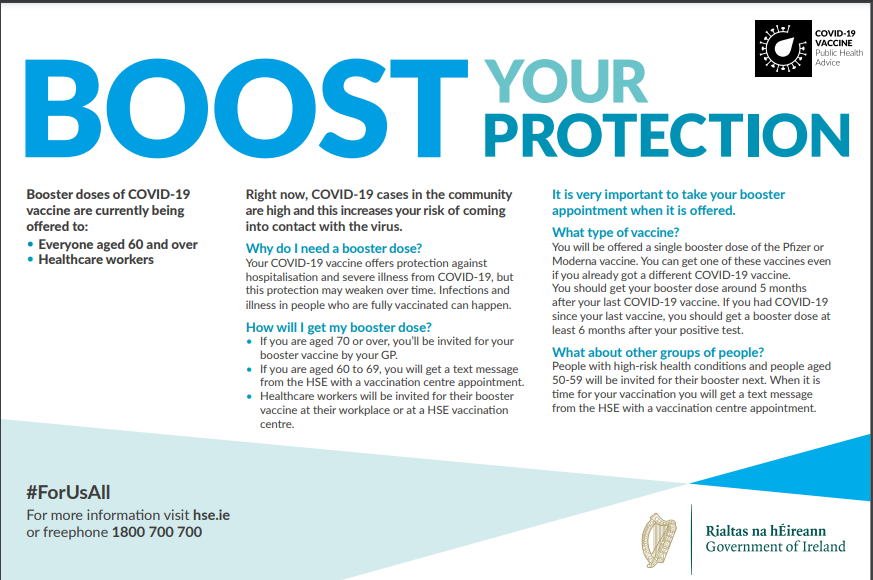 COVID-19
VACCINE
Public Health
Advice
BOOST YOUR
PROTECTION
Booster doses of COVID-19
vaccine are currently being
offered to:
• Everyone aged 60 and over
• Healthcare workers
Right now, COVID-19 cases in the community
are high and this increases your risk of coming
into contact with the virus.
Why do I need a booster dose?
Your COVID-19 vaccine offers protection against
hospitalisation and severe illness from COVID-19, but
this protection may weaken over time. Infections and
illness in people who are fully vaccinated can happen.
How will I get my booster dose?
• If you are aged 70 or over, you'll be invited for your
booster vaccine by your GP.
• If you are aged 60 to 69, you will get a text message
from the HSE with a vaccination centre appointment.
• Healthcare workers will be invited for their booster
vaccine at their workplace or at a HSE vaccination
centre.
It is very important to take your booster
appointment when it is offered.
What type of vaccine?
You will be offered a single booster dose of the Pfizer or
Moderna vaccine. You can get one of these vaccines even
if you already got a different COVID-19 vaccine.
You should get your booster dose around 5 months
after your last COVID-19 vaccine. If you had COVID-19
since your last vaccine, you should get a booster dose at
least 6 months after your positive test.
What about other groups of people?
People with high-risk health conditions and people aged
50-59 will be invited for their booster next. When it is
time for your vaccination you will get a text message
from the HSE with a vaccination centre appointment.
#ForUsAll
For more information visit hse.ie
or freephone 1800 700 700
Rialtas na hÉireann
Government of Ireland